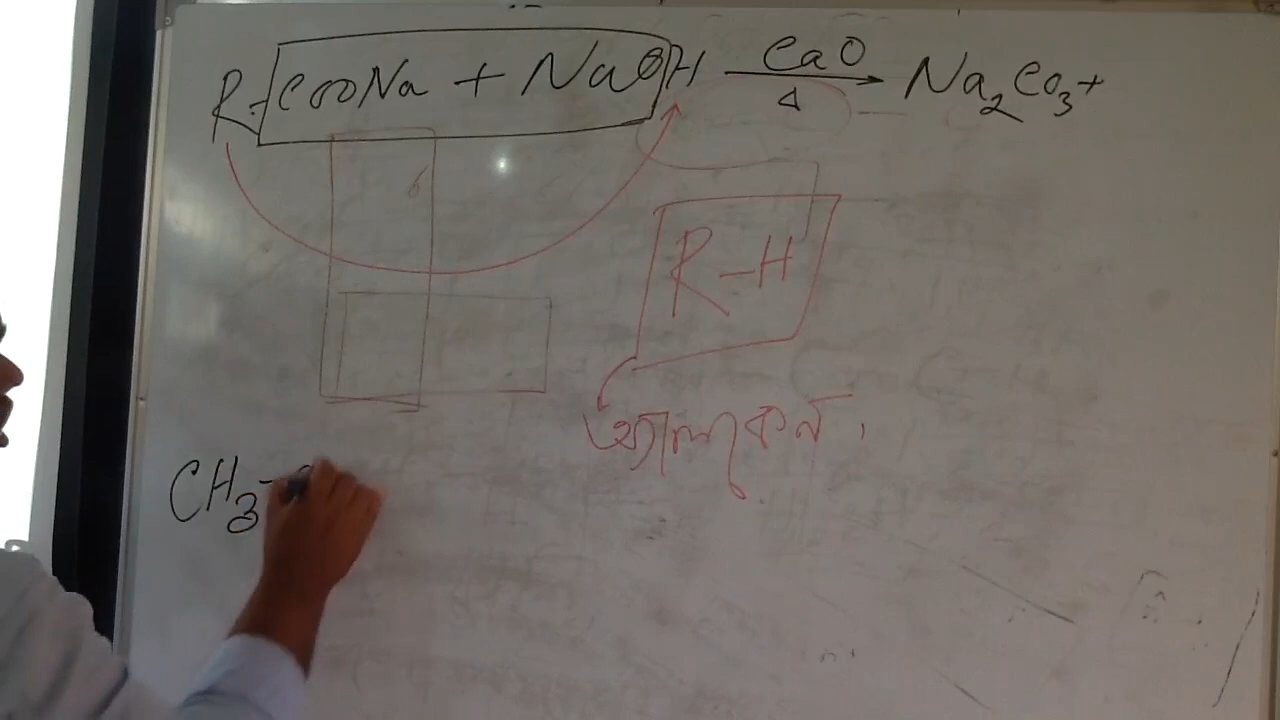 R-COONa + NaOH CaO Δ → Na₂CO₃+
R-H
অ্যালকেন ।
CH₃-